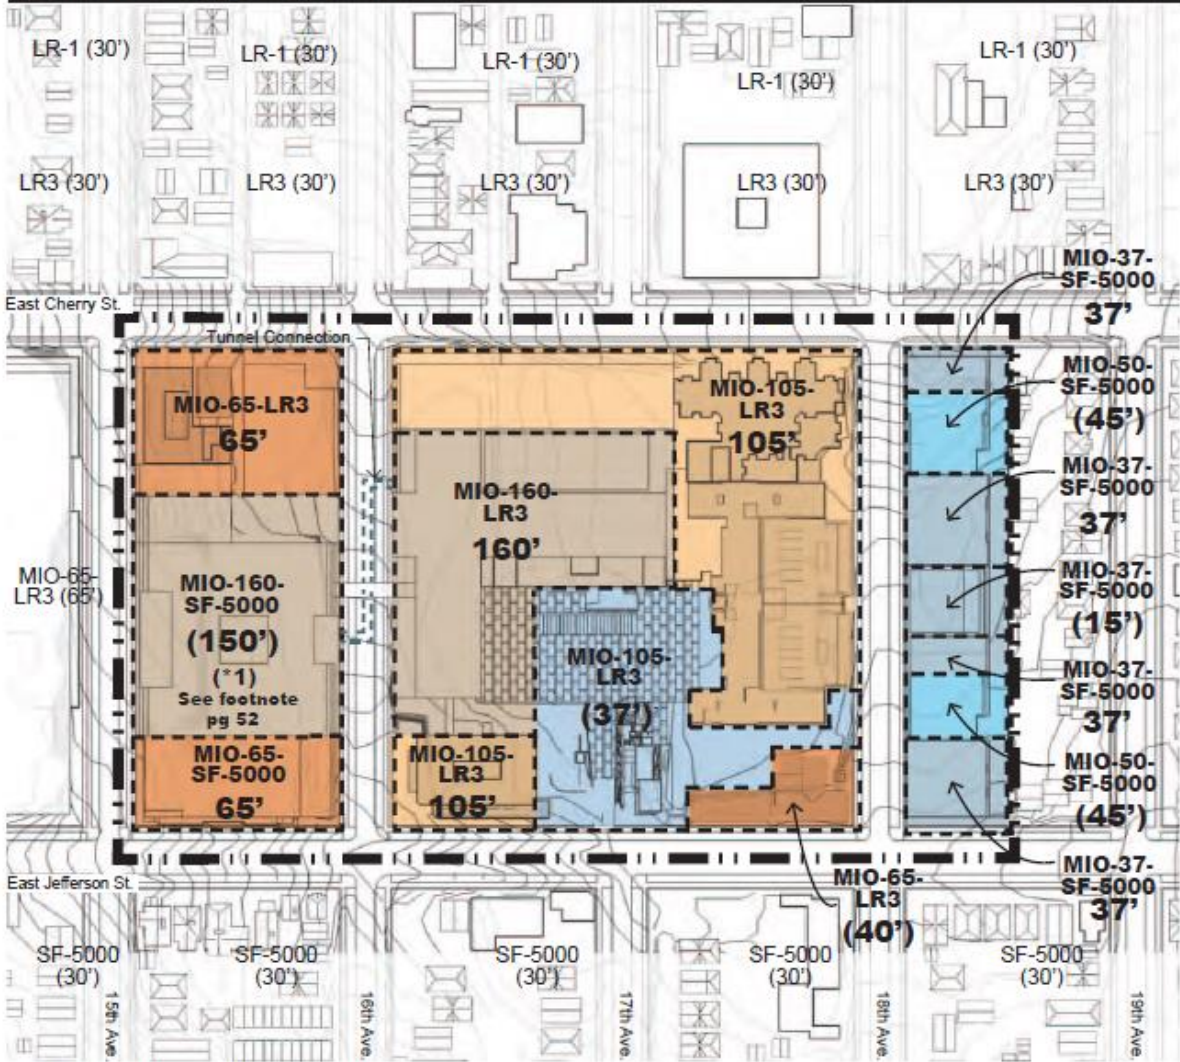 LR-1 (30’)
LR-1 (30’)
LR-1 (30’)
LR-1 (30’)
LR-1 (30’)
LR3 (30’)
LR3 (30’)
LR3 (30’)
LR3 (30’)
LR3 (30’)
East Cherry St.
Tunnel Connection
MIO-37-
SF-5000
37’
MIO-65-LR3
65’
MIO-105-
LR3
105’
MIO-50-
SF-5000
(45’)
MIO-160-
LR3
160’
MIO-37-
SF-5000
37’
MIO-65-
LR3 (65’)
MIO-160-
SF-5000
(150’)
(*1)
See footnote
pg 52
MIO-105-
LR3
(37’)
MIO-37-
SF-5000
(15’)
MIO-37-
SF-5000
37’
MIO-65-
SF-5000
65’
MIO-105-
LR3
105’
MIO-50-
SF-5000
(45’)
MIO-65-
LR3
(40’)
MIO-37-
SF-5000
37’
East Jefferson St.
SF-5000
(30’)
SF-5000
(30’)
SF-5000
(30’)
SF-5000
(30’)
SF-5000
(30’)
15th Ave.
16th Ave.
17th Ave.
18th Ave.
19th Ave.